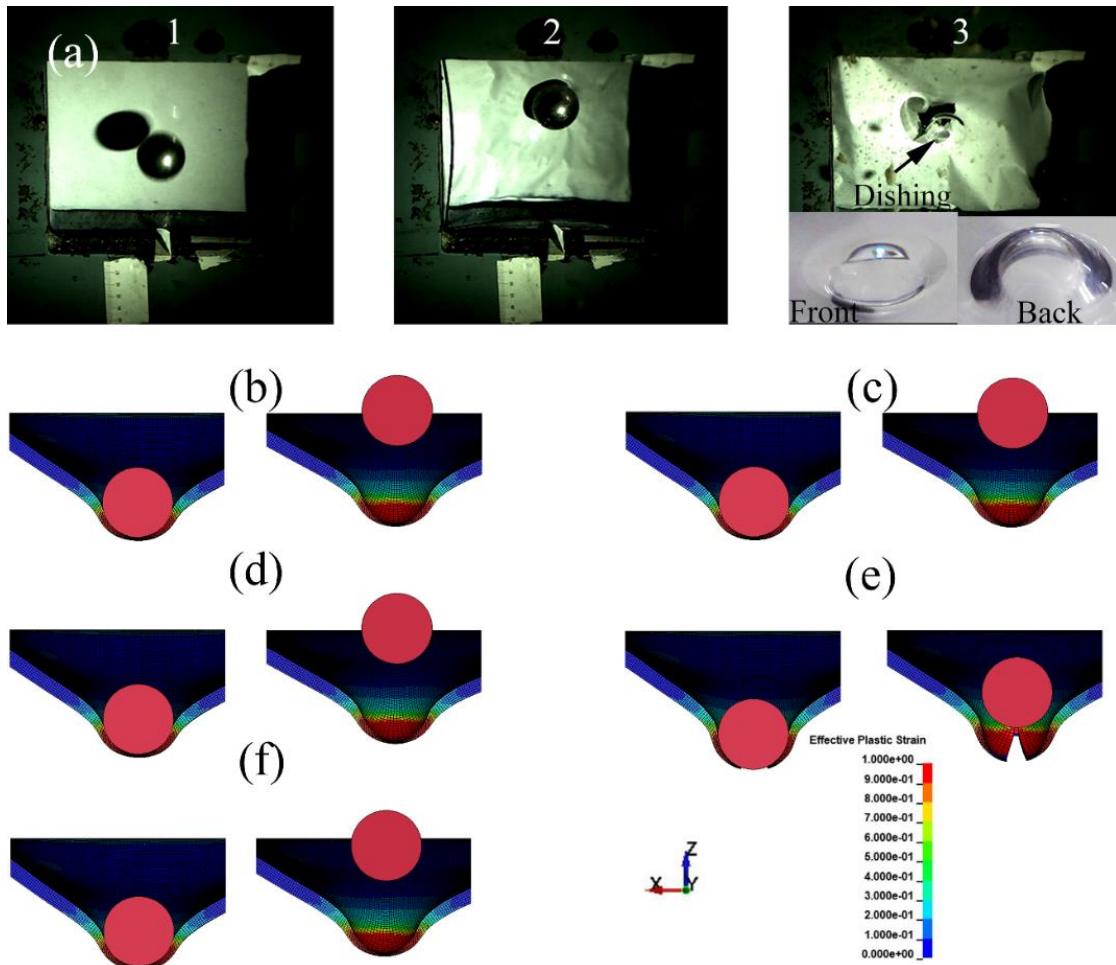 (a)
1
2
3
Dishing
Front
Back
(b)
(c)
(d)
(e)
(f)
Effective Plastic Strain
1.000e+00
9.000e-01
8.000e-01
7.000e-01
6.000e-01
5.000e-01
4.000e-01
3.000e-01
2.000e-01
1.000e-01
0.000e+00
Z
X
Y